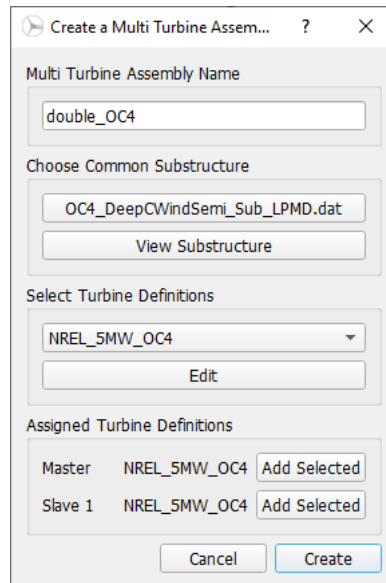 Create a Multi Turbine Assem... ?
Multi Turbine Assembly Name
double_OC4
Choose Common Substructure
OC4_DeepCWindSemi_Sub_LPMD.dat
View Substructure
Select Turbine Definitions
NREL_5MW_OC4
Edit
Assigned Turbine Definitions
Master NREL_5MW_OC4 Add Selected
Slave 1 NREL_5MW_OC4 Add Selected
Cancel Create